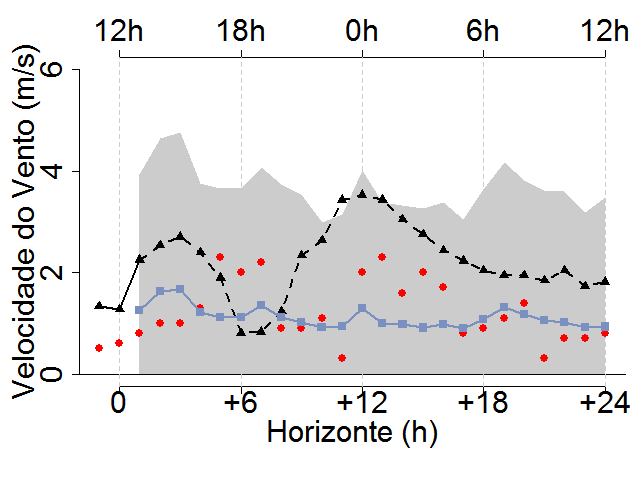 12h 18h 0h 6h 12h
Velocidade do Vento (m/s)
6
4
2
0
0 +6 +12 +18 +24
Horizonte (h)